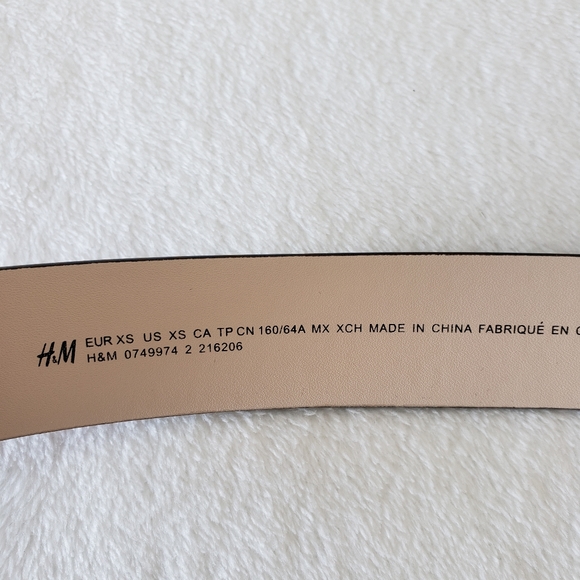 H&M
EUR XS US XS CA TP CN 160/64A MX XCH MADE IN CHINA FABRIQUÉ EN
H&M 0749974 2 216206